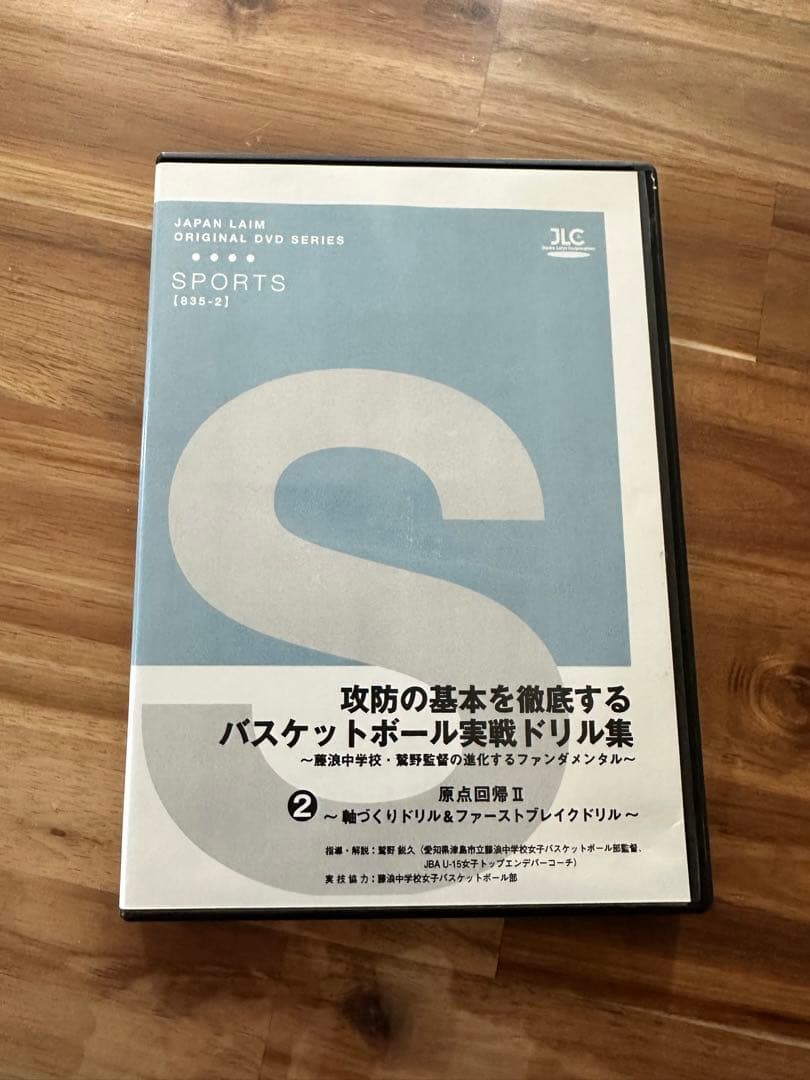 JAPAN LAIM
ORIGINAL DVD SERIES
SPORTS
【835-2】
JLC
Japan Laim Corporation
S
攻防の基本を徹底する
バスケットボール実戦ドリル集
～藤浪中学校・鷲野監督の進化するファンダメンタル～
❷ 原点回帰Ⅱ
～ 軸づくりドリル＆ファーストブレイクドリル ～
指導・解説：鷲野 鋭久（愛知県津島市立藤浪中学校女子バスケットボール部監督、
JBA U-15女子トップエンデバーコーチ）
実技協力：藤浪中学校女子バスケットボール部